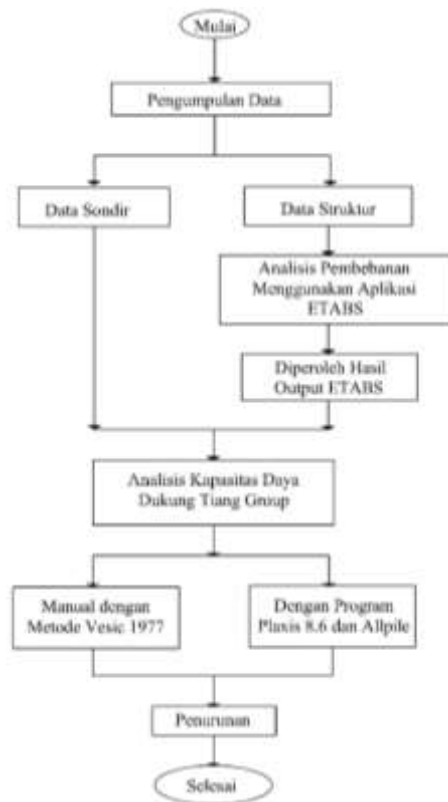 Mulai
Pengumpulan Data
Data Sondir
Data Struktur
Analisis Pembebanan
Menggunakan Aplikasi
ETABS
Diperoleh Hasil
Output ETABS
Analisis Kapasitas Daya
Dukung Tiang Group
Manual dengan
Metode Vesic 1977
Dengan Program
Plaxis 8.6 dan Allpile
Penurunan
Selesai